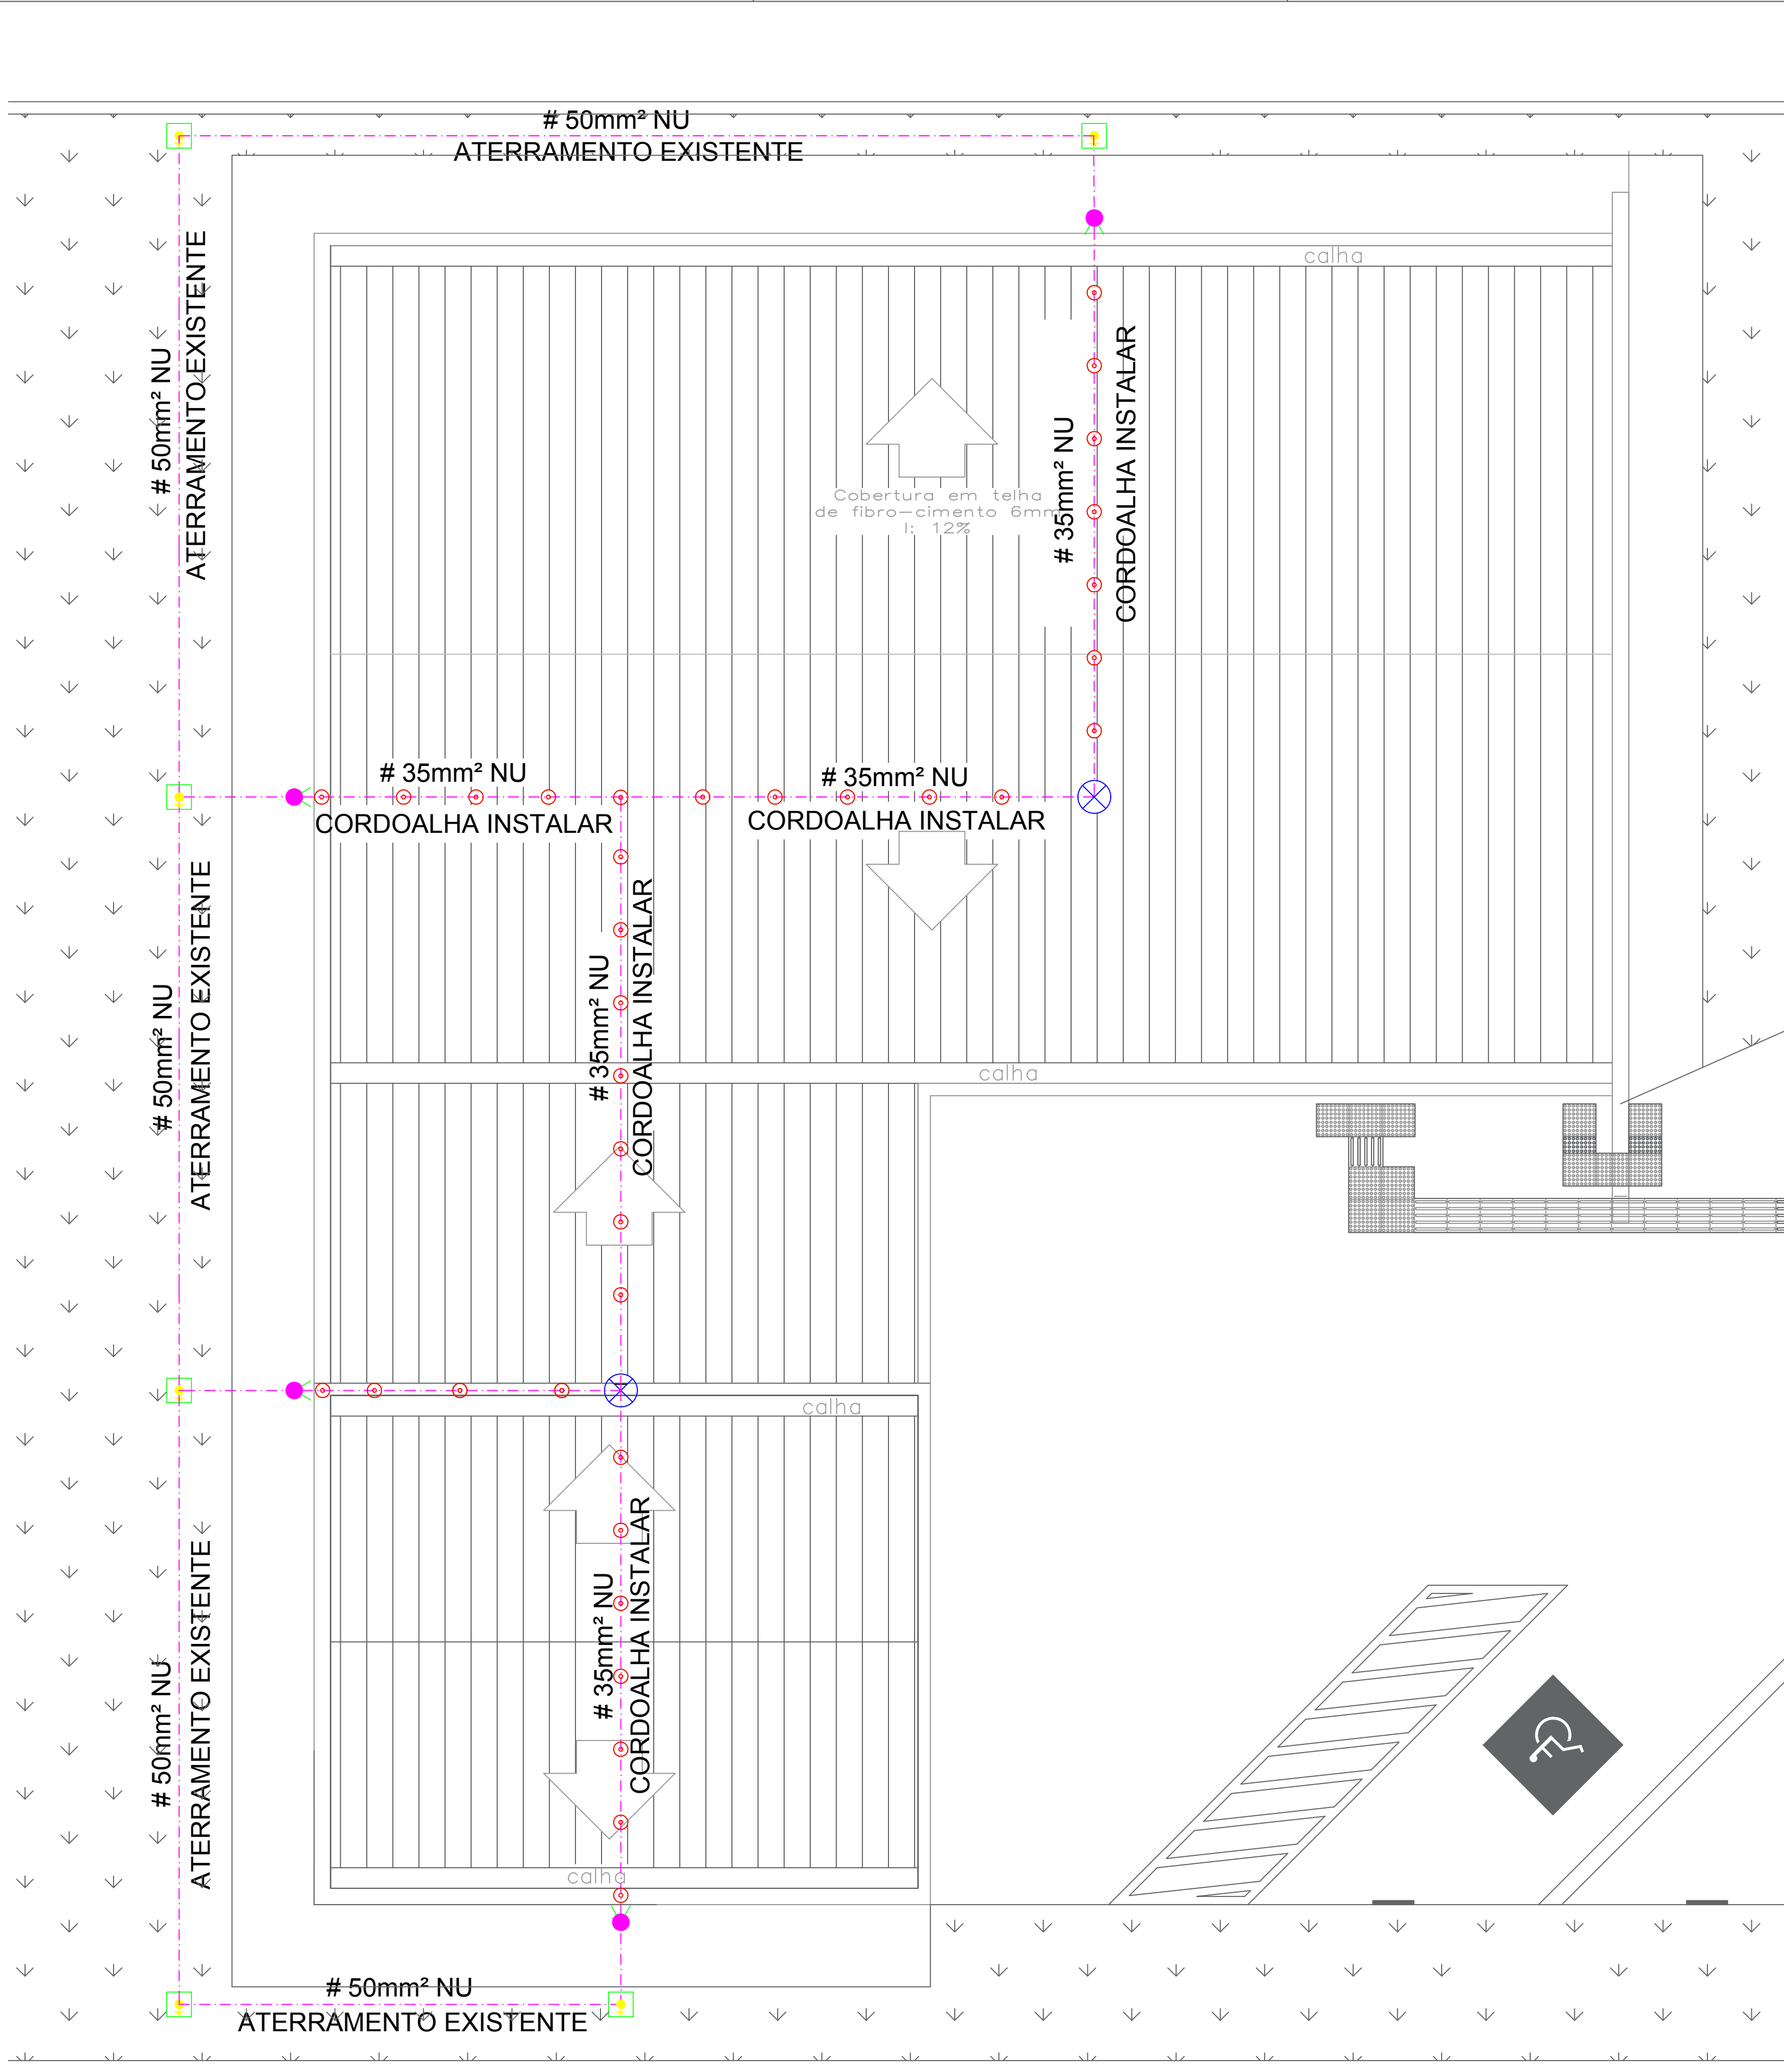 # 50mm² NU
ATERRAMENTO EXISTENTE
calha
# 50mm² NU
ATERRAMENTO EXISTENTE
Cobertura em telha
de fibro-cimento 6mm
I: 12%
# 35mm² NU
CORDOALHA INSTALAR
# 35mm² NU
CORDOALHA INSTALAR
# 35mm² NU
CORDOALHA INSTALAR
# 50mm² NU
ATERRAMENTO EXISTENTE
# 35mm² NU
CORDOALHA INSTALAR
calha
calha
# 50mm² NU
ATERRAMENTO EXISTENTE
# 35mm² NU
CORDOALHA INSTALAR
calha
# 50mm² NU
ATERRAMENTO EXISTENTE